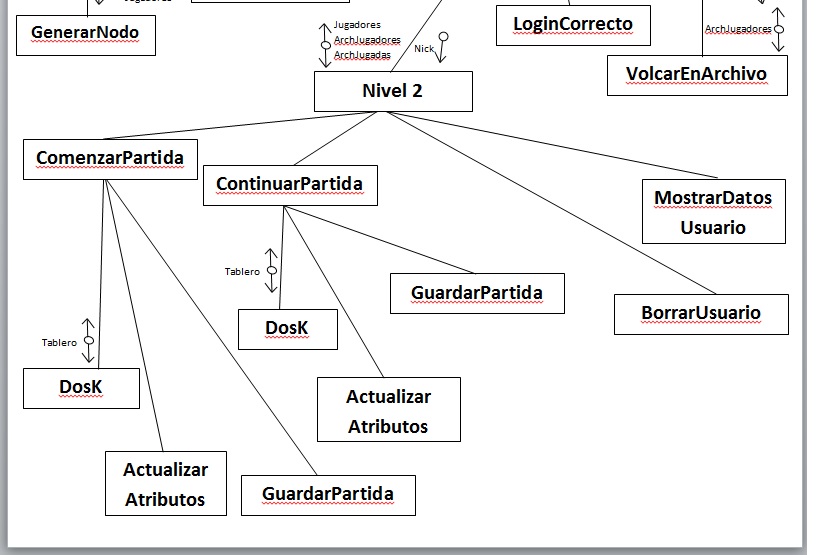 Jugadores
GenerarNodo
Jugadores
ArchJugadores
ArchJugadas
Nick
LoginCorrecto
ArchJugadores
VolcarEnArchivo
Nivel 2
ComenzarPartida
ContinuarPartida
MostrarDatos
Usuario
Tablero
GuardarPartida
BorrarUsuario
DosK
Tablero
DosK
Actualizar
Atributos
Actualizar
Atributos
GuardarPartida